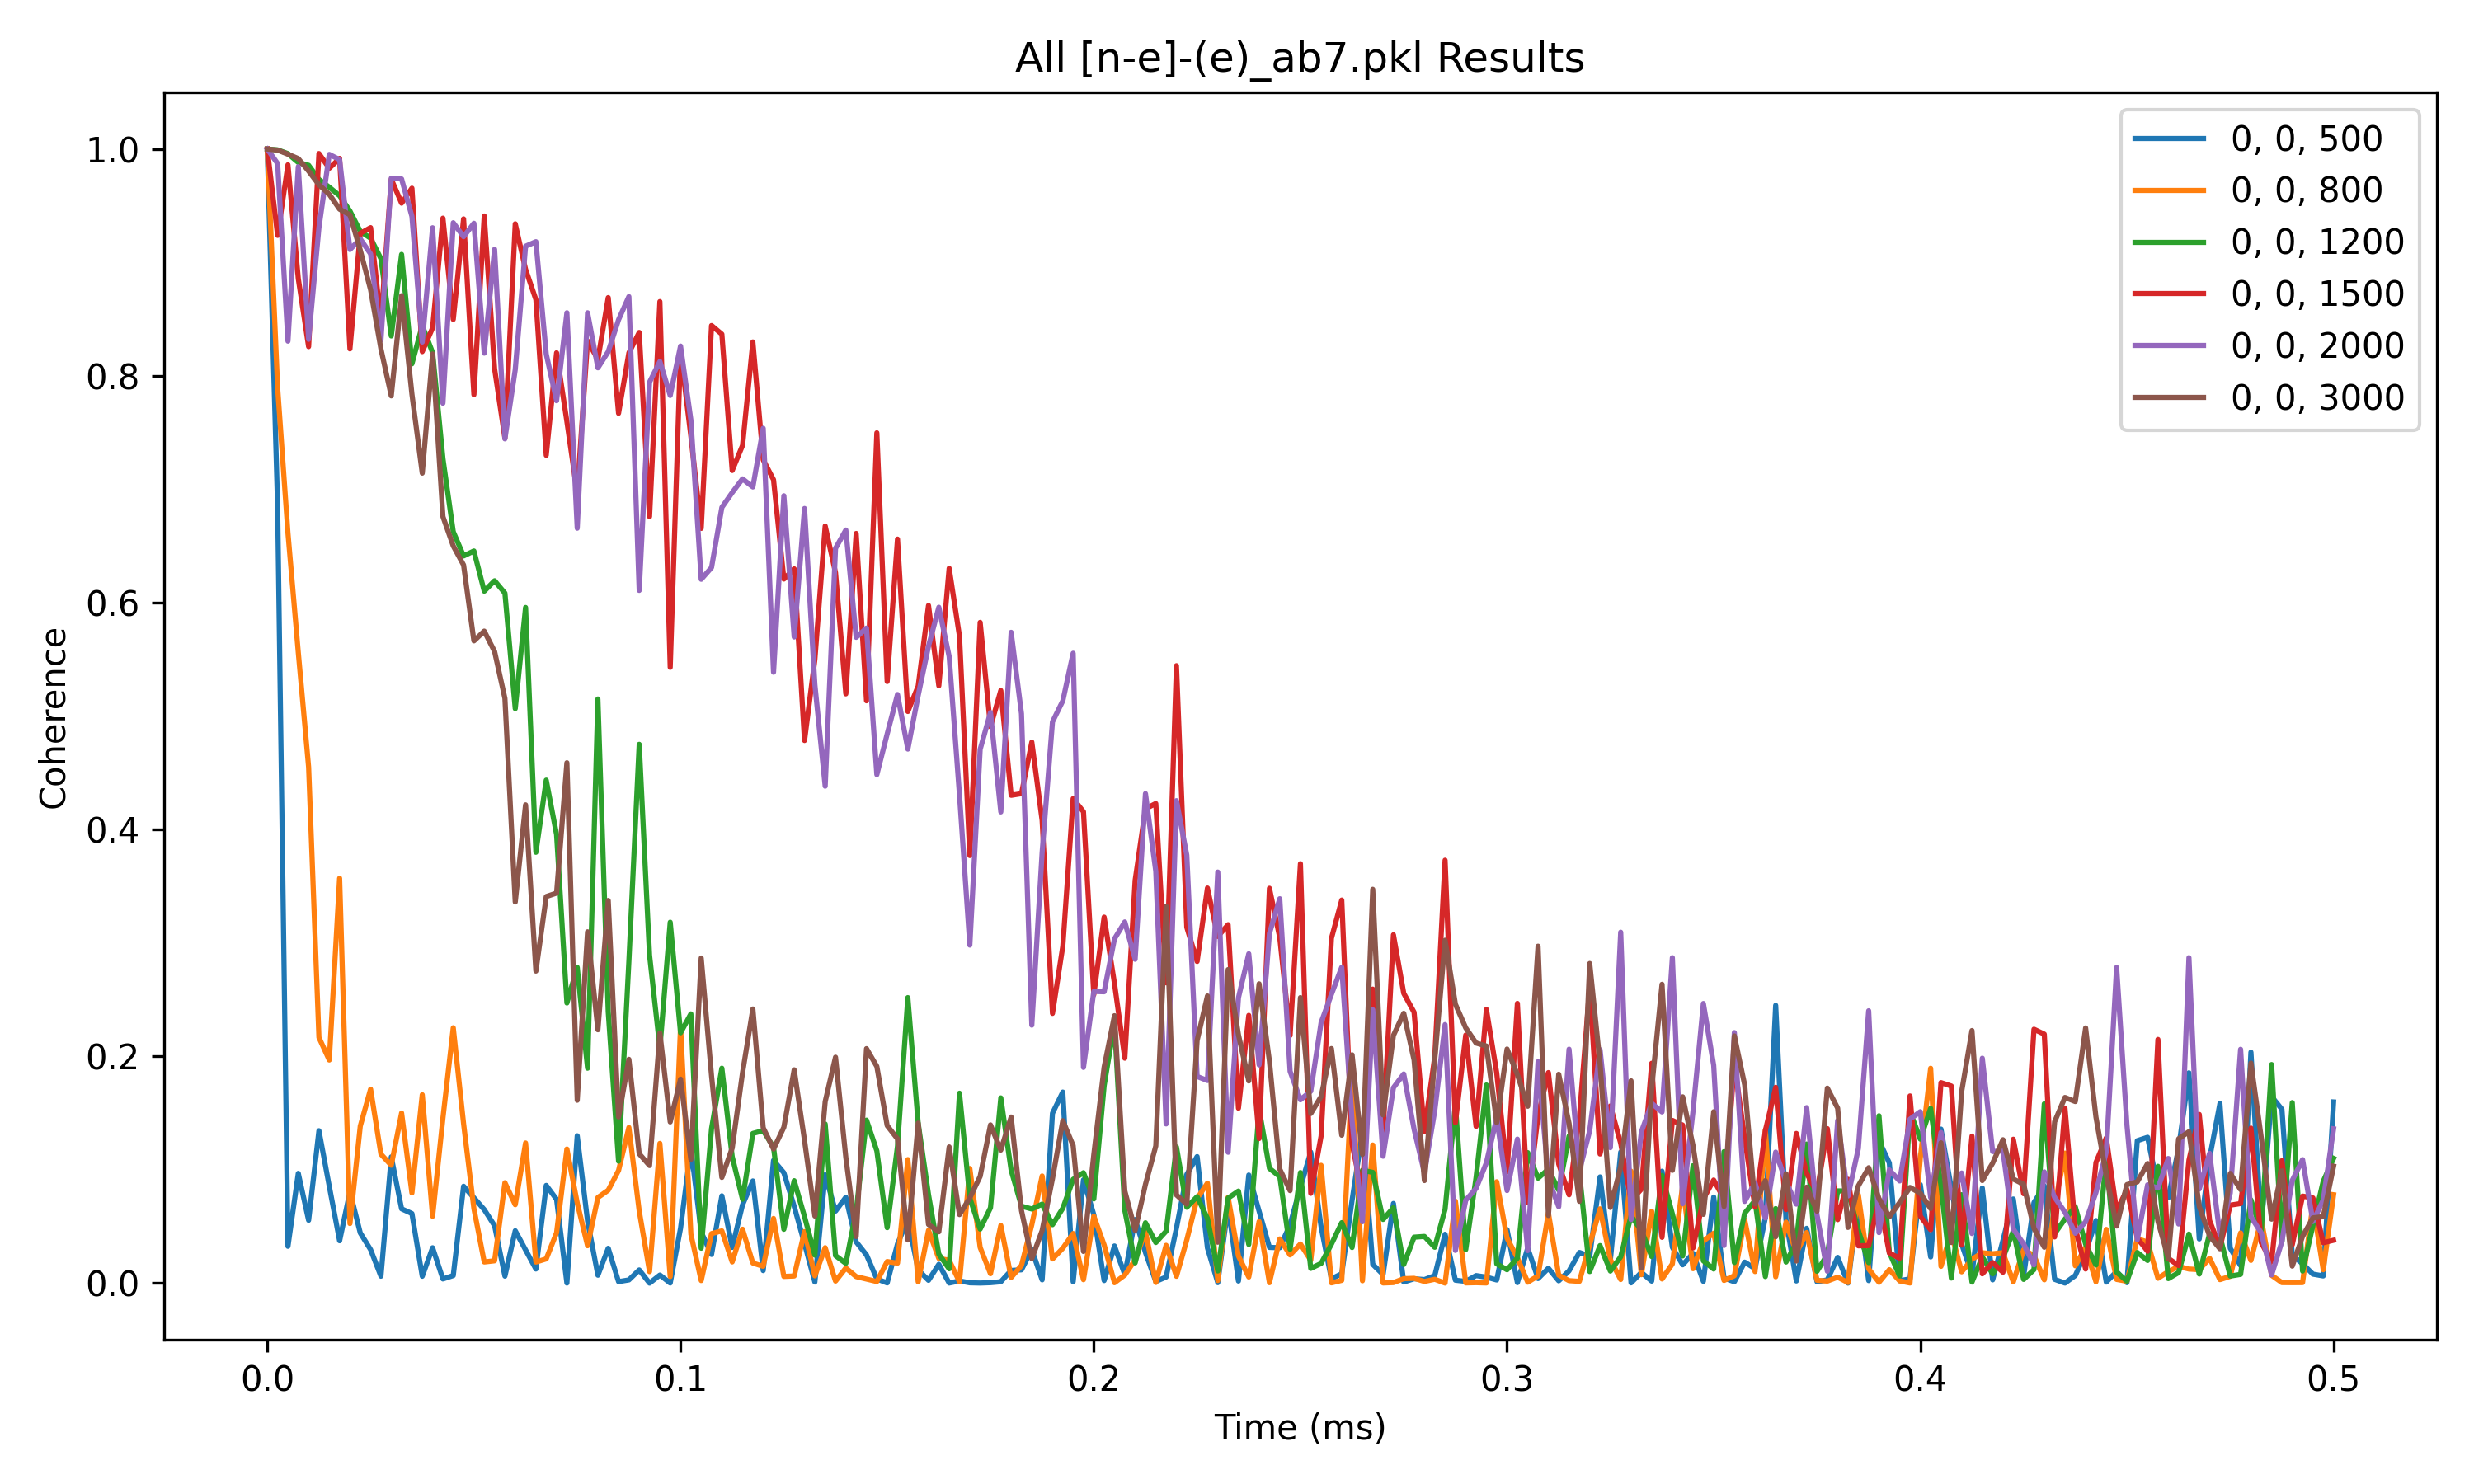 All [n-e]-(e)_ab7.pkl Results
0, 0, 500
0, 0, 800
0, 0, 1200
0, 0, 1500
0, 0, 2000
0, 0, 3000
Coherence
1.0
0.8
0.6
0.4
0.2
0.0
0.0 0.1 0.2 0.3 0.4 0.5
Time (ms)